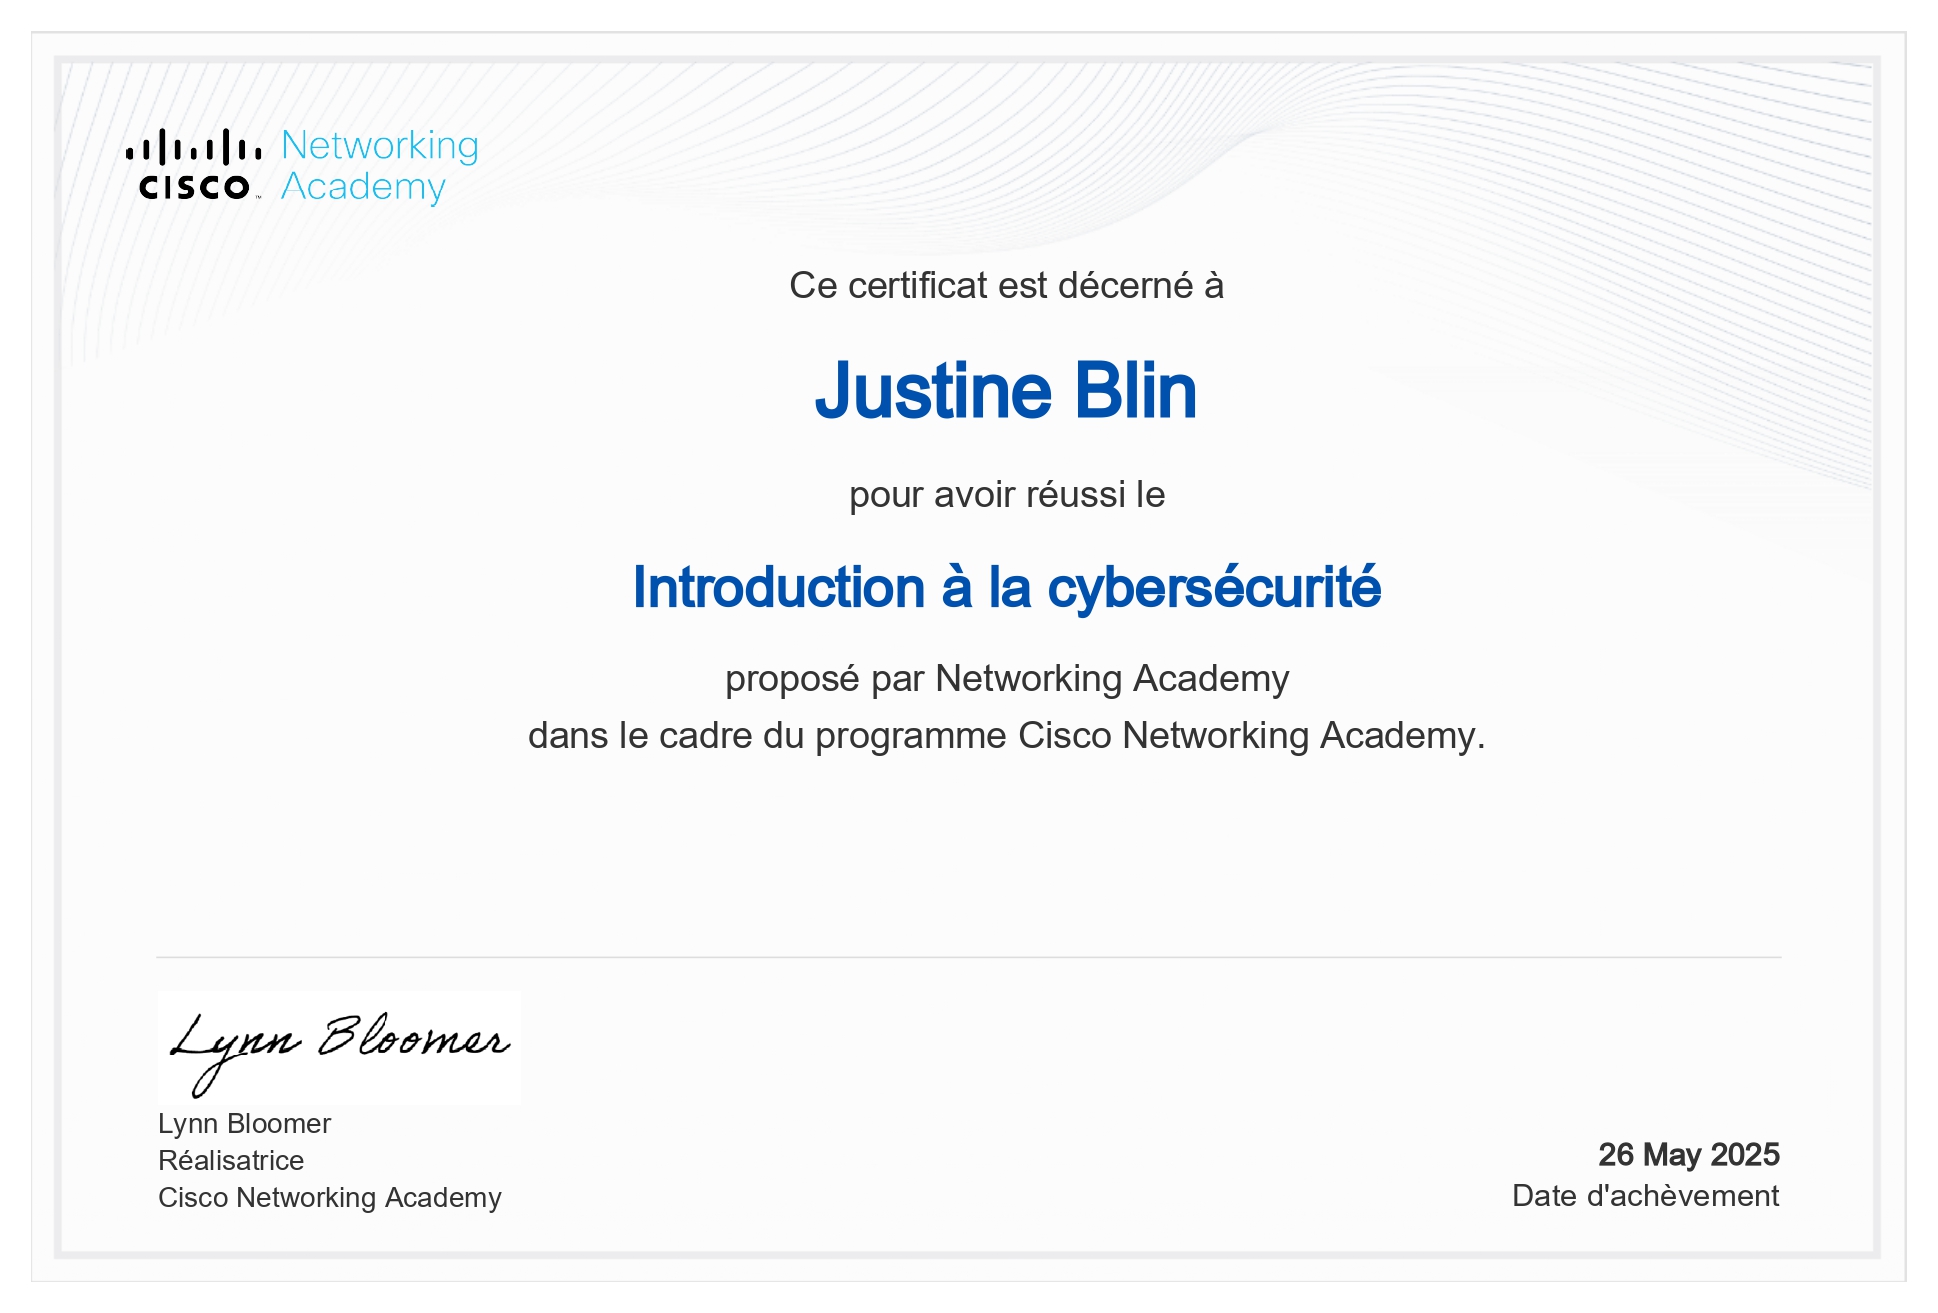 Networking
Academy
CISCO™
Ce certificat est décerné à
Justine Blin
pour avoir réussi le
Introduction à la cybersécurité
proposé par Networking Academy
dans le cadre du programme Cisco Networking Academy.
Lynn Bloomer
Lynn Bloomer
Réalisatrice
Cisco Networking Academy
26 May 2025
Date d'achèvement